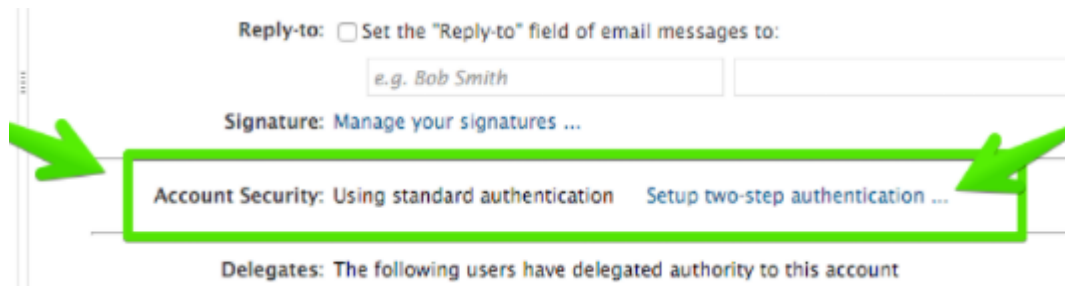 Reply-to: Set the "Reply-to" field of email messages to:
e.g. Bob Smith
Signature: Manage your signatures ...
Account Security: Using standard authentication Setup two-step authentication ...
Delegates: The following users have delegated authority to this account